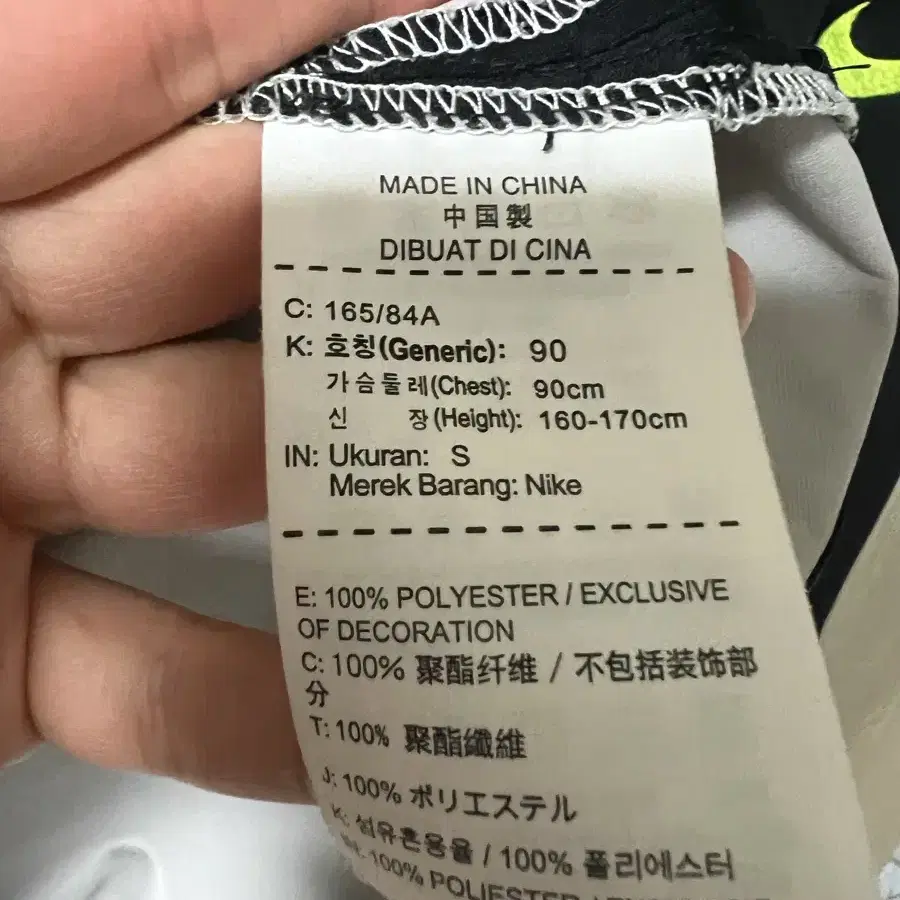 MADE IN CHINA
中国製
DIBUAT DI CINA
C: 165/84A
K: 호칭(Generic): 90
가슴둘레(Chest): 90cm
신 장(Height): 160-170cm
IN: Ukuran: S
Merek Barang: Nike
E: 100% POLYESTER / EXCLUSIVE
OF DECORATION
C: 100% 聚酯纤维 / 不包括装饰部
分
T: 100% 聚酯纖維
J: 100% ポリエステル
K: 섬유혼용율 / 100% 폴리에스터
100% POLIESTER